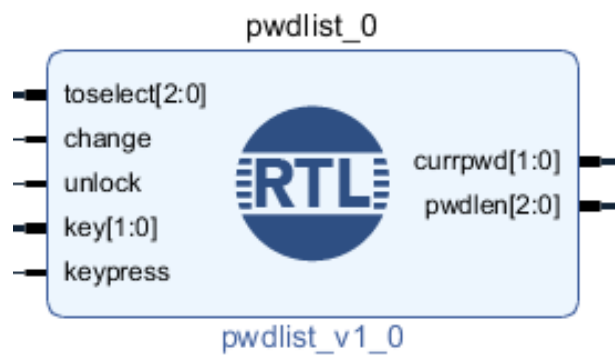 pwdlist_0
toselect[2:0]
change
unlock
key[1:0]
keypress
RTL
currpwd[1:0]
pwdlen[2:0]
pwdlist_v1_0